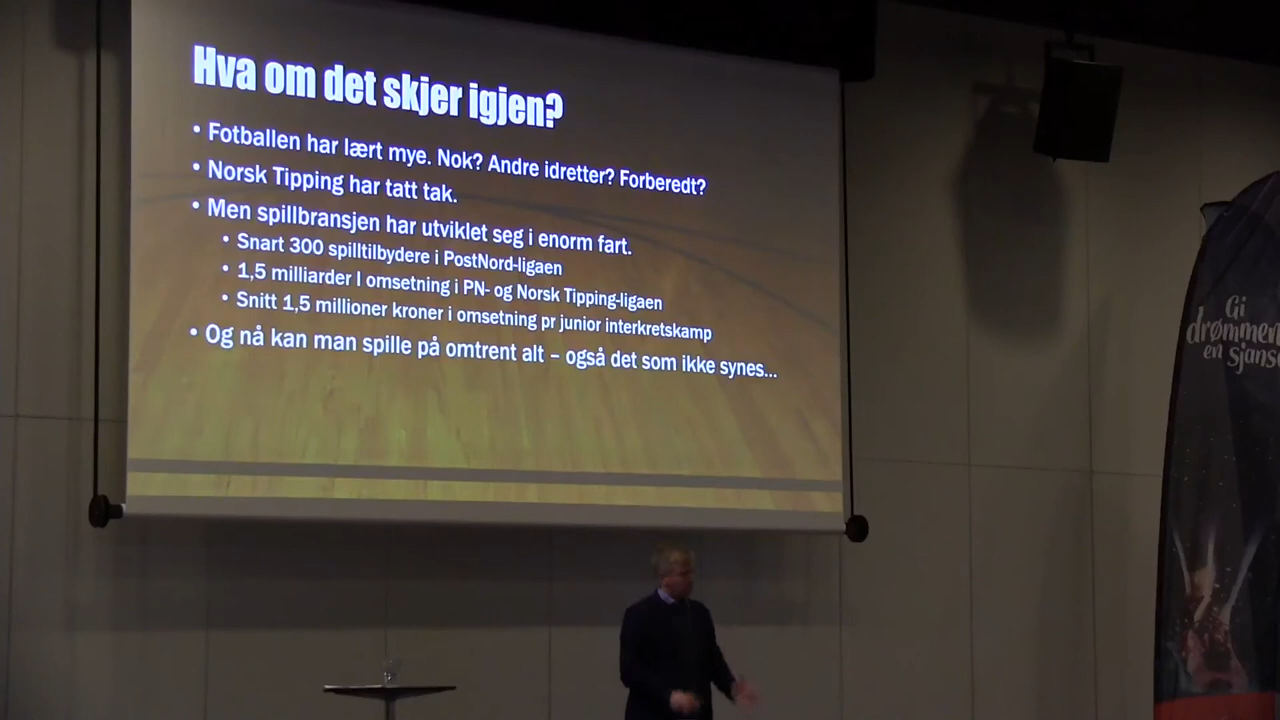 Hva om det skjer igjen?
• Fotballen har lært mye. Nok? Andre idretter? Forberedt?
• Norsk Tipping har tatt tak.
• Men spillbransjen har utviklet seg i enorm fart.
• Snart 300 spilltilbydere i PostNord-ligaen
• 1,5 milliarder I omsetning i PN- og Norsk Tipping-ligaen
• Snitt 1,5 millioner kroner i omsetning pr junior interkretskamp
• Og nå kan man spille på omtrent alt – også det som ikke synes...
Gi
drømmen
en sjans